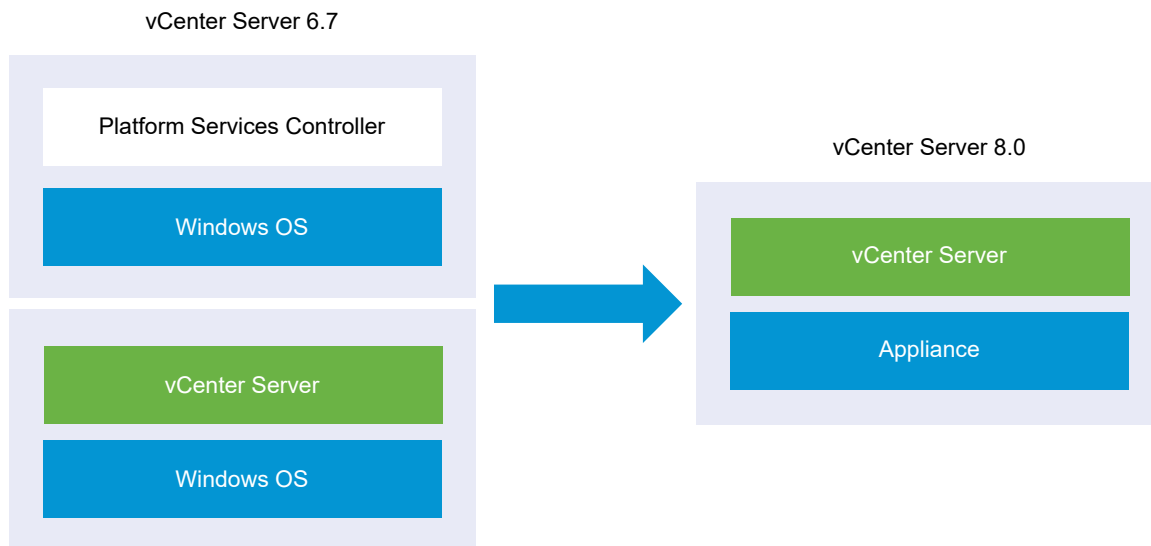 vCenter Server 6.7
Platform Services Controller
Windows OS
vCenter Server
Windows OS
vCenter Server 8.0
vCenter Server
Appliance